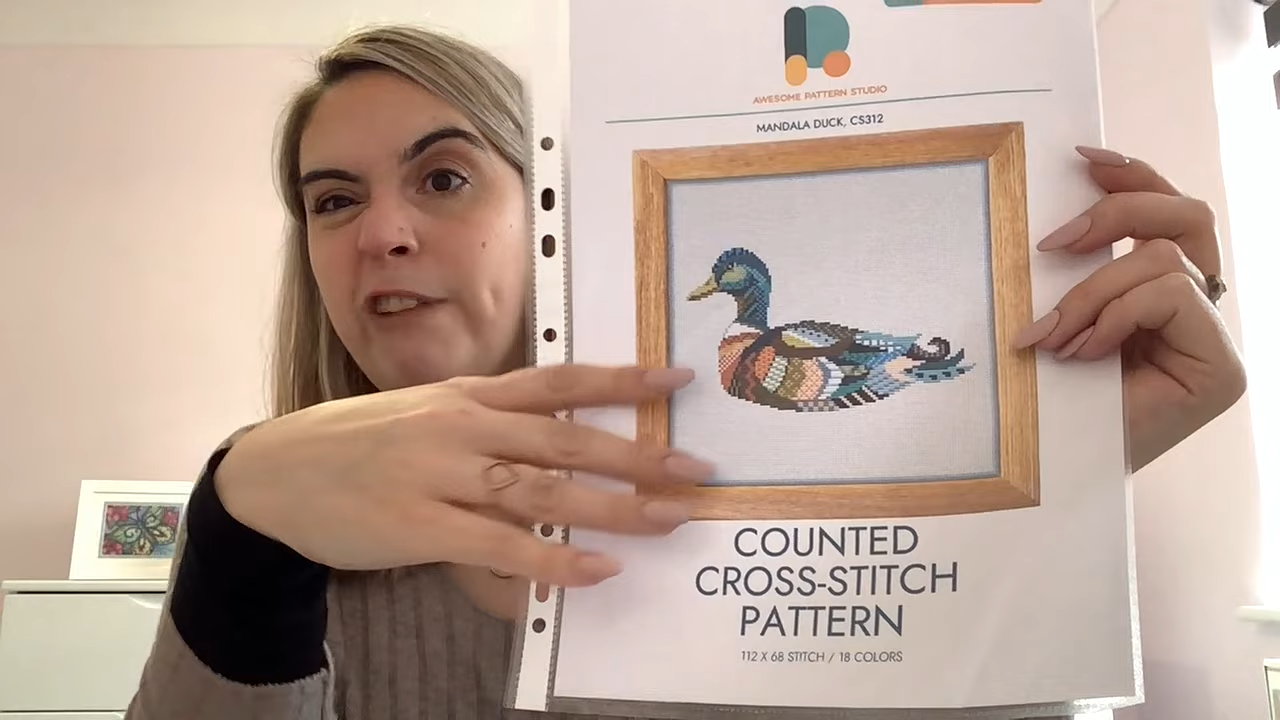 AWESOME PATTERN STUDIO
MANDALA DUCK, CS312
COUNTED
CROSS-STITCH
PATTERN
112 X 68 STITCH / 18 COLORS